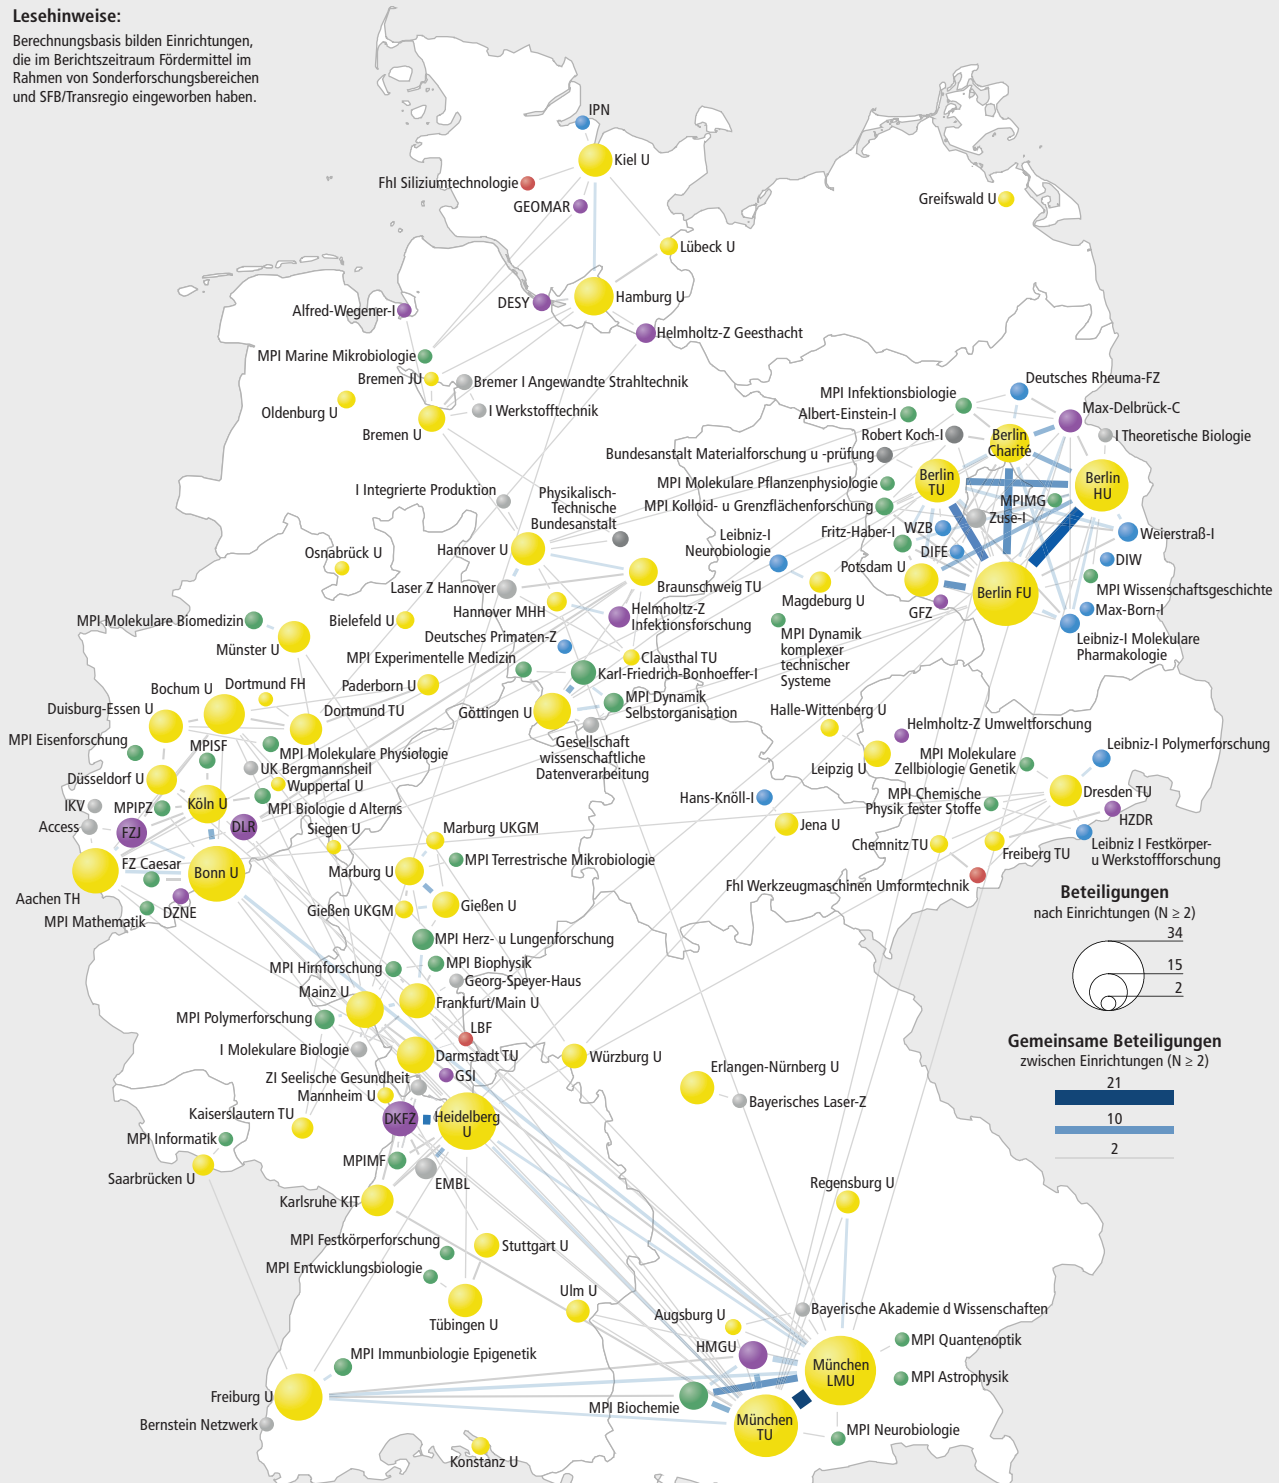 Lesehinweise:
Berechnungsbasis bilden Einrichtungen,
die im Berichtszeitraum Fördermittel im
Rahmen von Sonderforschungsbereichen
und SFB/Transregio eingeworben haben.
IPN
Kiel U
FhI Siliziumtechnologie
GEOMAR
Greifswald U
Lübeck U
DESY
Hamburg U
Alfred-Wegener-I
Helmholtz-Z Geesthacht
MPI Marine Mikrobiologie
Bremen JU
Bremer I Angewandte Strahltechnik
Oldenburg U
I Werkstofftechnik
Bremen U
Deutsches Rheuma-FZ
MPI Infektionsbiologie
Albert-Einstein-I
Max-Delbrück-C
Robert Koch-I
Berlin
Charité
I Theoretische Biologie
Bundesanstalt Materialforschung u -prüfung
Berlin
TU
Berlin
HU
MPI Molekulare Pflanzenphysiologie
MPIMG
MPI Kolloid- u Grenzflächenforschung
Zuse-I
Fritz-Haber-I
WZB
Weierstraß-I
DIFE
DIW
Potsdam U
Berlin FU
MPI Wissenschaftsgeschichte
GFZ
Max-Born-I
Leibniz-I Molekulare
Pharmakologie
I Integrierte Produktion
Physikalisch-
Technische
Bundesanstalt
Leibniz-I
Neurobiologie
Osnabrück U
Hannover U
Laser Z Hannover
Braunschweig TU
Magdeburg U
Hannover MHH
Helmholtz-Z
Infektionsforschung
MPI Molekulare Biomedizin
Bielefeld U
Deutsches Primaten-Z
MPI Dynamik
komplexer
technischer
Systeme
Münster U
MPI Experimentelle Medizin
Clausthal TU
Karl-Friedrich-Bonhoeffer-I
Bochum U
Dortmund FH
Paderborn U
MPI Dynamik
Selbstorganisation
Duisburg-Essen U
Dortmund TU
Göttingen U
Halle-Wittenberg U
MPI Eisenforschung
MPISF
MPI Molekulare Physiologie
Gesellschaft
wissenschaftliche
Datenverarbeitung
Helmholtz-Z Umweltforschung
Leibniz-I Polymerforschung
UK Bergmannsheil
Leipzig U
MPI Molekulare
Zellbiologie Genetik
Düsseldorf U
Wuppertal U
Dresden TU
IKV
MPIPZ
Köln U
MPI Biologie d Alterns
Hans-Knöll-I
MPI Chemische
Physik fester Stoffe
HZDR
Access
FZJ
DLR
Siegen U
Marburg UKGM
Jena U
Chemnitz TU
Freiberg TU
Leibniz I Festkörper-
u Werkstoffforschung
FZ Caesar
Bonn U
Marburg U
MPI Terrestrische Mikrobiologie
FhI Werkzeugmaschinen Umformtechnik
Aachen TH
DZNE
Gießen UKGM
Gießen U
MPI Mathematik
MPI Herz- u Lungenforschung
MPI Hirnforschung
MPI Biophysik
Georg-Speyer-Haus
Mainz U
Frankfurt/Main U
MPI Polymerforschung
LBF
I Molekulare Biologie
Darmstadt TU
Würzburg U
ZI Seelische Gesundheit
GSI
Erlangen-Nürnberg U
Mannheim U
Bayerisches Laser-Z
Kaiserslautern TU
DKFZ
Heidelberg
U
MPI Informatik
MPIMF
Saarbrücken U
EMBL
Karlsruhe KIT
Regensburg U
MPI Festkörperforschung
Stuttgart U
MPI Entwicklungsbiologie
Ulm U
Tübingen U
Augsburg U
Bayerische Akademie d Wissenschaften
HMGU
MPI Quantenoptik
MPI Immunbiologie Epigenetik
München
LMU
MPI Astrophysik
Freiburg U
MPI Biochemie
Bernstein Netzwerk
München
TU
MPI Neurobiologie
Konstanz U
Beteiligungen
nach Einrichtungen (N ≥ 2)
34
15
2
Gemeinsame Beteiligungen
zwischen Einrichtungen (N ≥ 2)
21
10
2